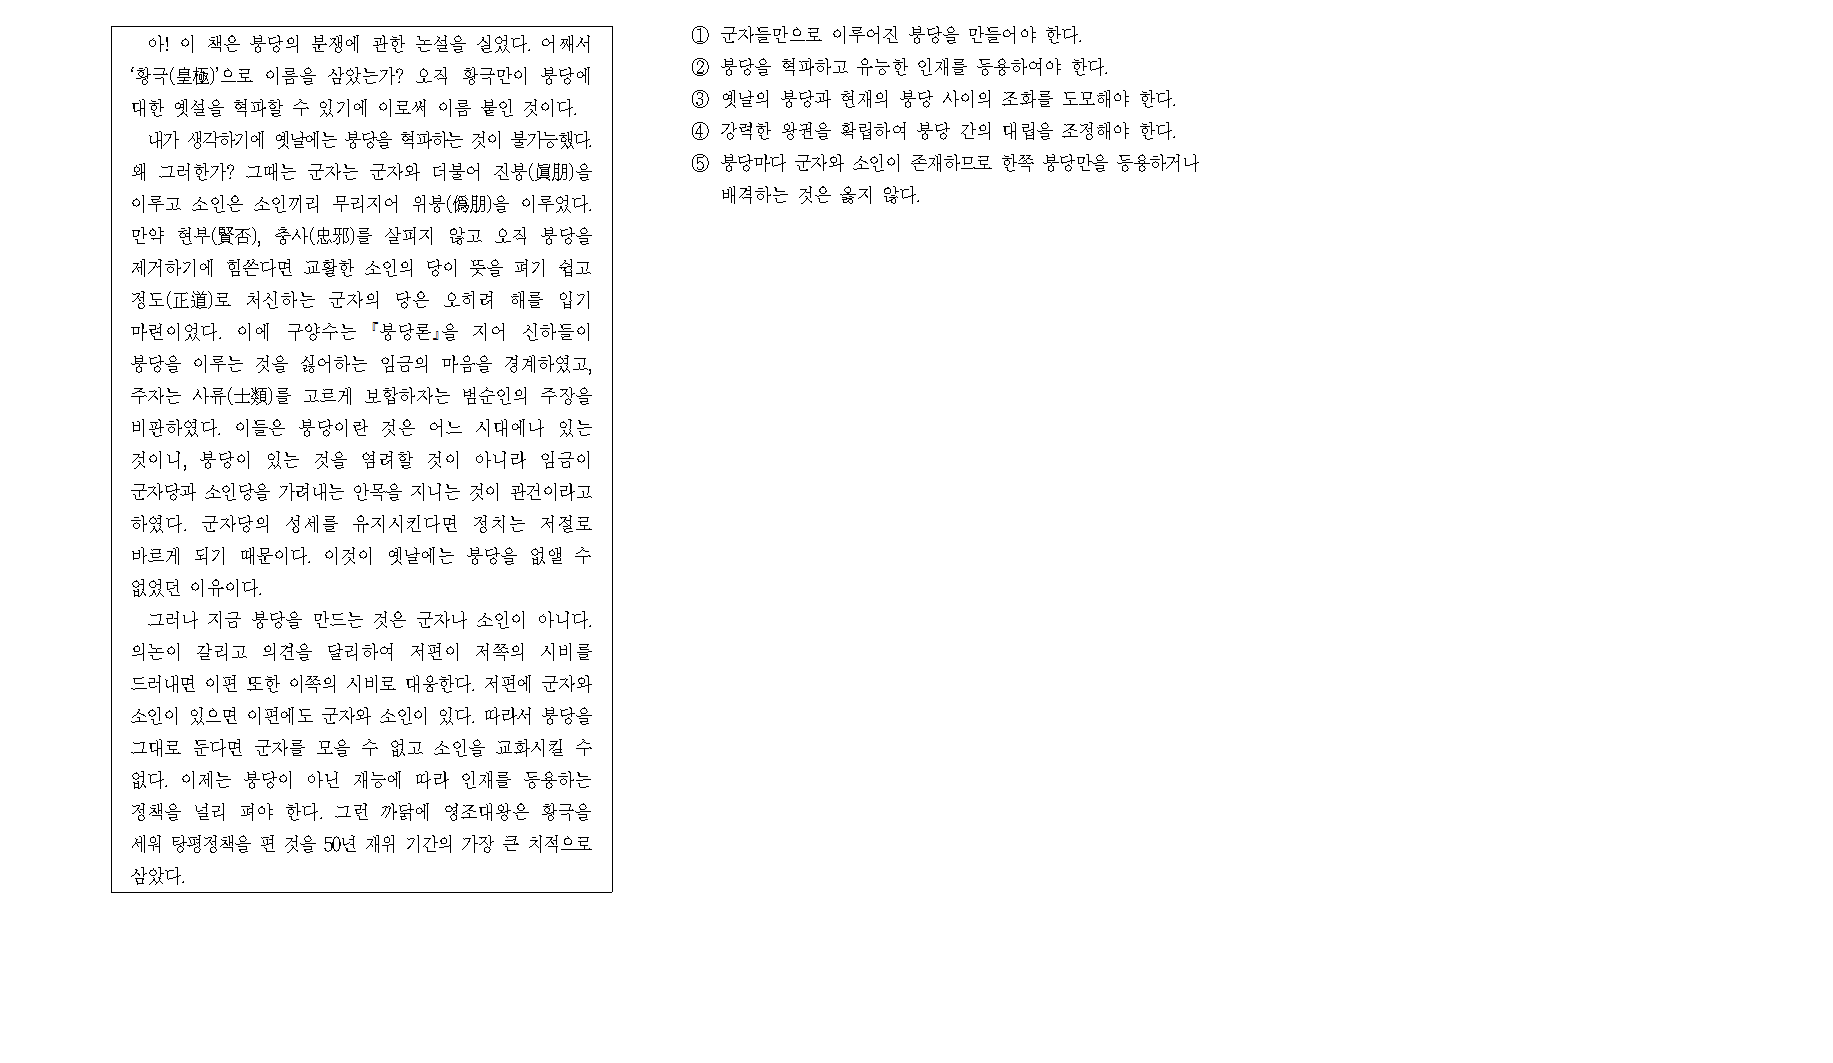 아! 이 책은 붕당의 분쟁에 관한 논설을 실었다. 어째서
‘황극(皇極)’으로 이름을 삼았는가? 오직 황극만이 붕당에
대한 옛설을 혁파할 수 있기에 이로써 이름 붙인 것이다.
내가 생각하기에 옛날에는 붕당을 혁파하는 것이 불가능했다.
왜 그러한가? 그때는 군자는 군자와 더불어 진붕(眞朋)을
이루고 소인은 소인끼리 무리지어 위붕(僞朋)을 이루었다.
만약 현부(賢否), 충사(忠邪)를 살피지 않고 오직 붕당을
제거하기에 힘쓴다면 교활한 소인의 당이 뜻을 펴기 쉽고
정도(正道)로 처신하는 군자의 당은 오히려 해를 입기
마련이었다. 이에 구양수는 『붕당론』을 지어 신하들이
붕당을 이루는 것을 싫어하는 임금의 마음을 경계하였고,
주자는 사류(士類)를 고르게 보합하자는 범순인의 주장을
비판하였다. 이들은 붕당이란 것은 어느 시대에나 있는
것이니, 붕당이 있는 것을 염려할 것이 아니라 임금이
군자당과 소인당을 가려내는 안목을 지니는 것이 관건이라고
하였다. 군자당의 성세를 유지시킨다면 정치는 저절로
바르게 되기 때문이다. 이것이 옛날에는 붕당을 없앨 수
없었던 이유이다.
그러나 지금 붕당을 만드는 것은 군자나 소인이 아니다.
의논이 갈리고 의견을 달리하여 저편이 저쪽의 시비를
드러내면 이편 또한 이쪽의 시비로 대응한다. 저편에 군자와
소인이 있으면 이편에도 군자와 소인이 있다. 따라서 붕당을
그대로 둔다면 군자를 모을 수 없고 소인을 교화시킬 수
없다. 이제는 붕당이 아닌 재능에 따라 인재를 등용하는
정책을 널리 펴야 한다. 그런 까닭에 영조대왕은 황극을
세워 탕평정책을 편 것을 50년 재위 기간의 가장 큰 치적으로
삼았다.
① 군자들만으로 이루어진 붕당을 만들어야 한다.
② 붕당을 혁파하고 유능한 인재를 등용하여야 한다.
③ 옛날의 붕당과 현재의 붕당 사이의 조화를 도모해야 한다.
④ 강력한 왕권을 확립하여 붕당 간의 대립을 조정해야 한다.
⑤ 붕당마다 군자와 소인이 존재하므로 한쪽 붕당만을 등용하거나
배격하는 것은 옳지 않다.